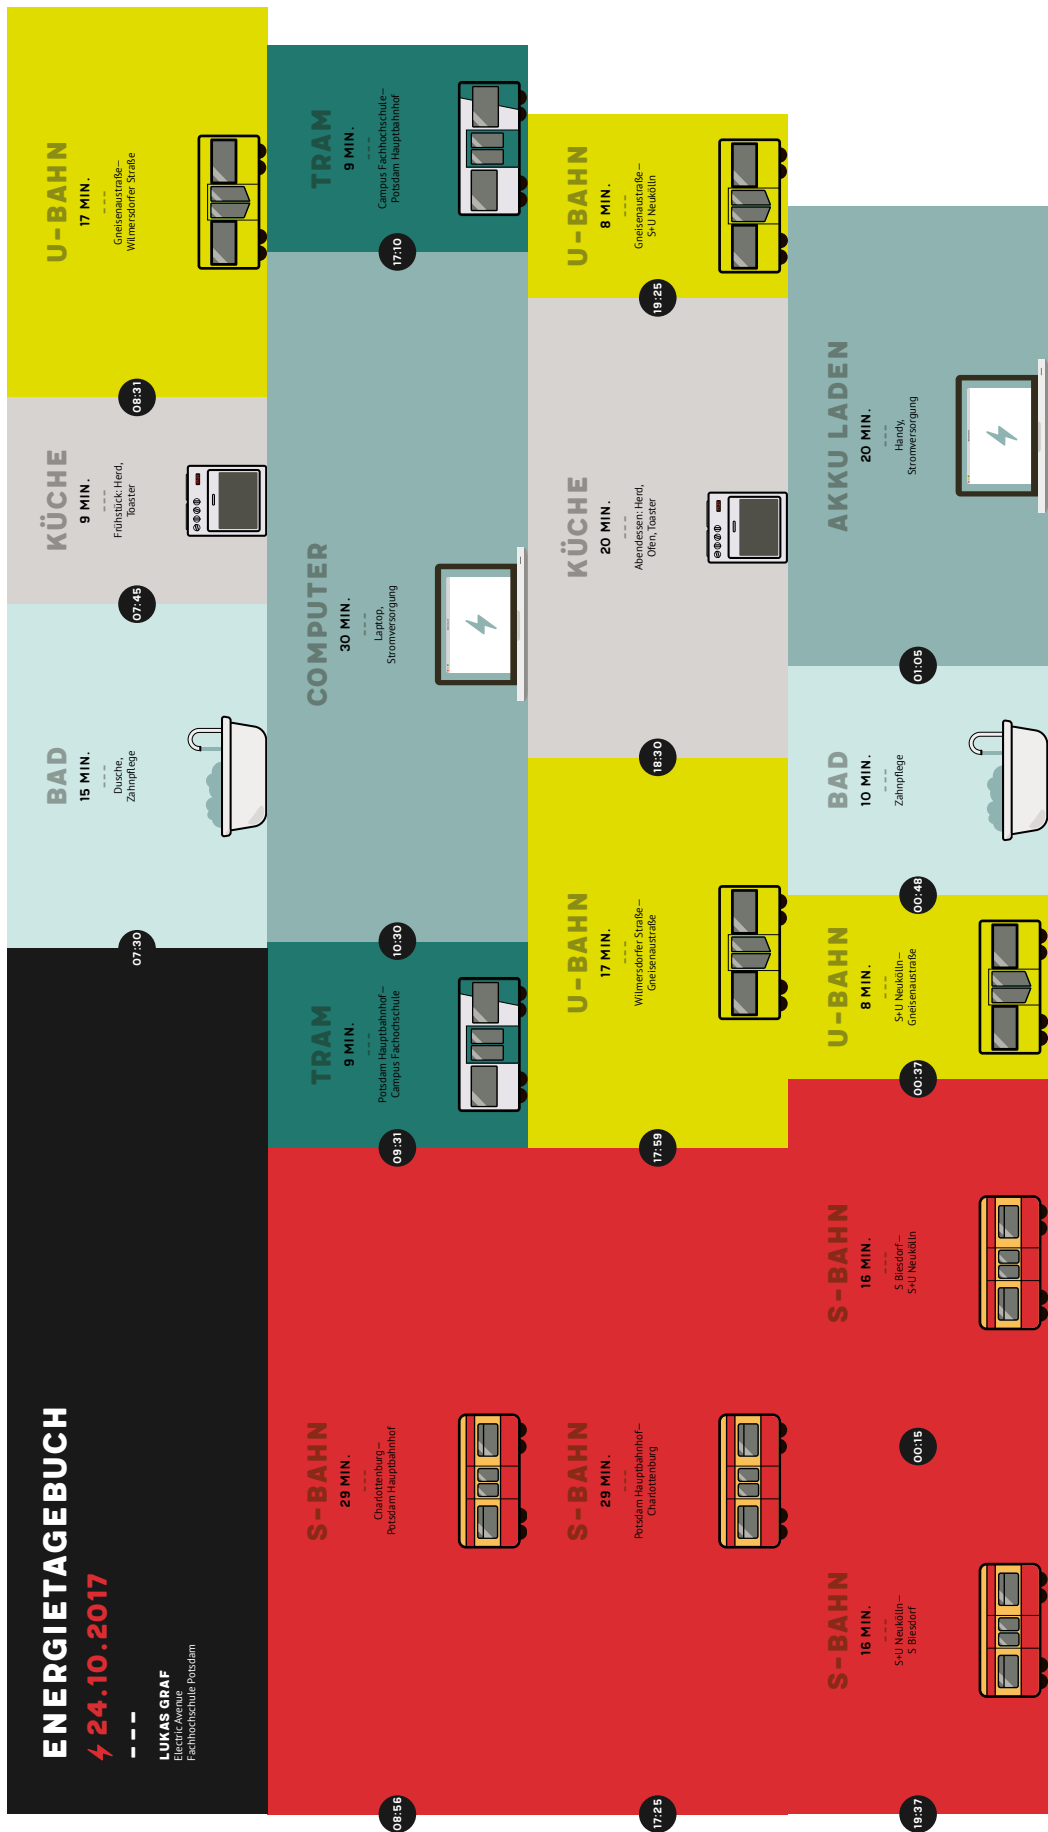 ENERGIETAGEBUCH
24.10.2017
---
LUKAS GRAF
Electric Avenue
Fachhochschule Potsdam
07:30
BAD
15 MIN.
---
Dusche,
Zahnpflege
07:45
KÜCHE
9 MIN.
---
Frühstück: Herd,
Toaster
08:31
U-BAHN
17 MIN.
---
Gneisenaustraße–
Wilmersdorfer Straße
08:56
S-BAHN
29 MIN.
---
Charlottenburg–
Potsdam Hauptbahnhof
09:31
TRAM
9 MIN.
---
Potsdam Hauptbahnhof–
Campus Fachochschule
10:30
COMPUTER
30 MIN.
---
Laptop,
Stromversorgung
17:10
TRAM
9 MIN.
---
Campus Fachhochschule–
Potsdam Hauptbahnhof
17:25
S-BAHN
29 MIN.
---
Potsdam Hauptbahnhof–
Charlottenburg
17:59
U-BAHN
17 MIN.
---
Wilmersdorfer Straße–
Gneisenaustraße
18:30
KÜCHE
20 MIN.
---
Abendessen: Herd,
Ofen, Toaster
19:25
U-BAHN
8 MIN.
---
Gneisenaustraße–
S+U Neukölln
19:37
S-BAHN
16 MIN.
---
S+U Neukölln–
S Biesdorf
00:15
S-BAHN
16 MIN.
---
S Biesdorf–
S+U Neukölln
00:37
U-BAHN
8 MIN.
---
S+U Neukölln–
Gneisenaustraße
00:48
BAD
10 MIN.
---
Zahnpflege
01:05
AKKU LADEN
20 MIN.
---
Handy,
Stromversorgung